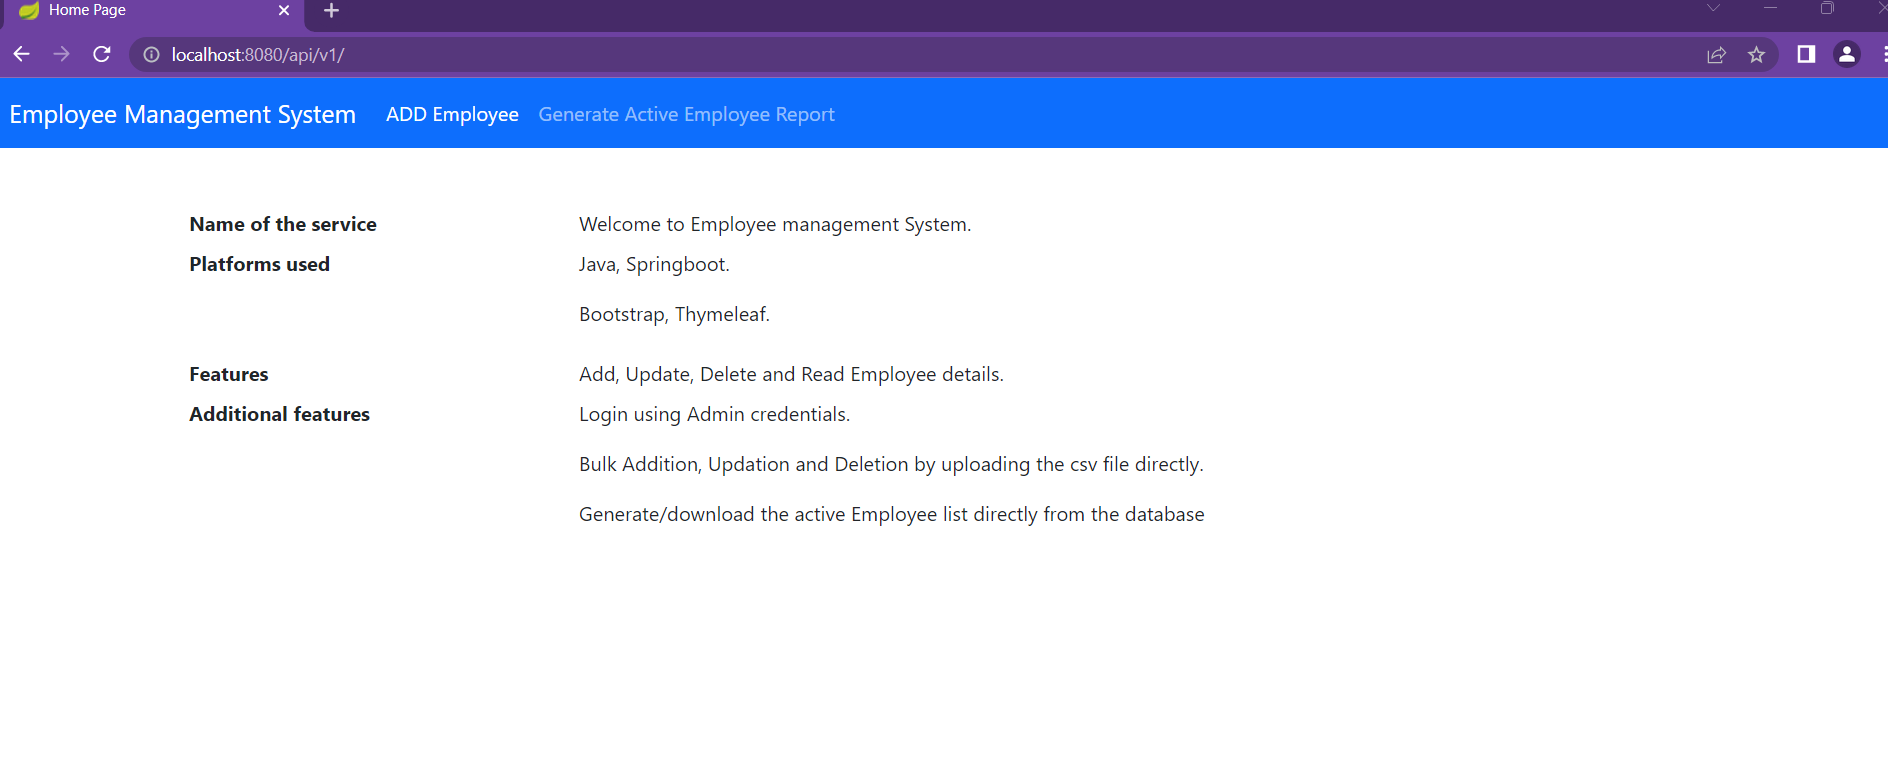 Home Page
localhost:8080/api/v1/
Employee Management System ADD Employee Generate Active Employee Report
Name of the service Welcome to Employee management System.
Platforms used Java, Springboot.
Bootstrap, Thymeleaf.
Features Add, Update, Delete and Read Employee details.
Additional features Login using Admin credentials.
Bulk Addition, Updation and Deletion by uploading the csv file directly.
Generate/download the active Employee list directly from the database